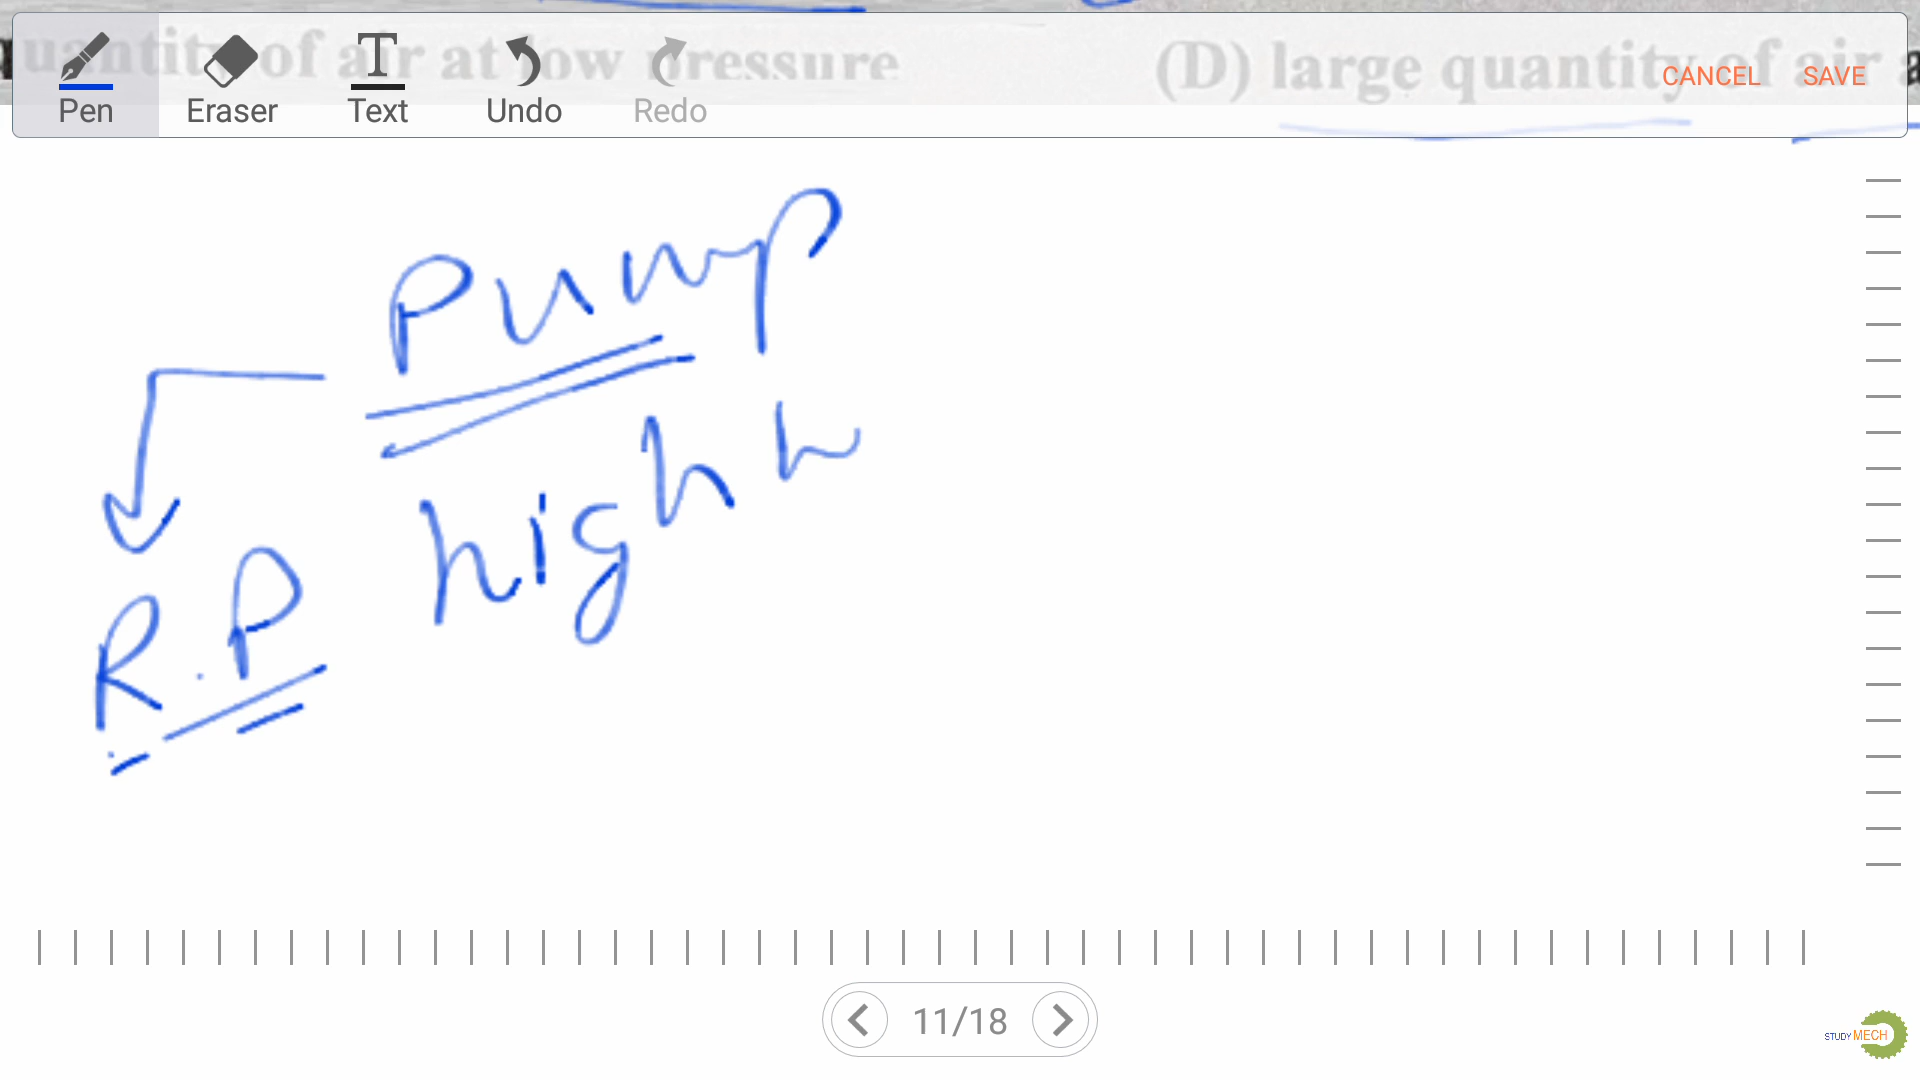 uantity of air at low pressure (D) large quantity of air a
Pen Eraser Text Undo Redo CANCEL SAVE
Pump
high h
R.P
11/18
STUDY MECH